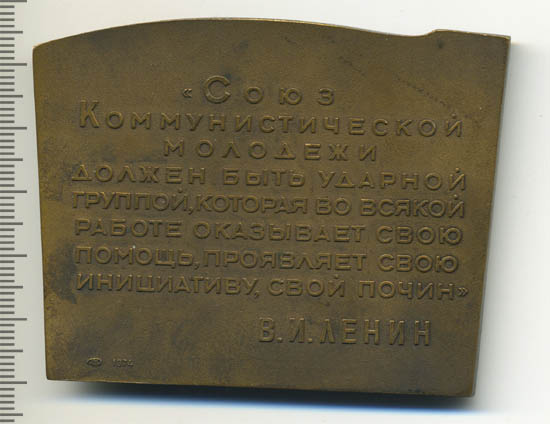 «Союз
Коммунистической
молодежи
должен быть ударной
группой, которая во всякой
работе оказывает свою
помощь, проявляет свою
инициативу, свой почин»
В.И.ЛЕНИН
1974